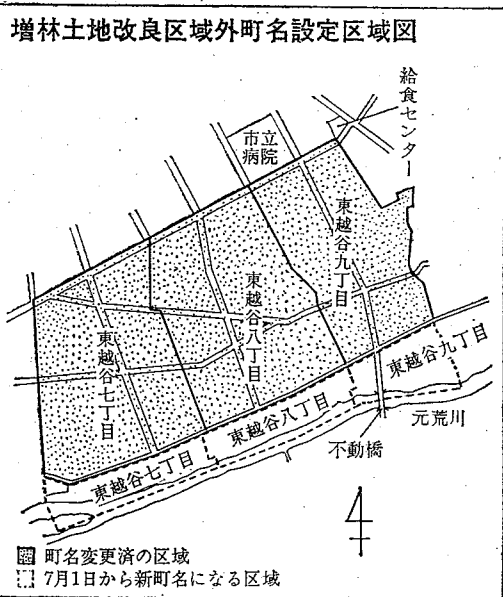 増林土地改良区域外町名設定区域図
給食センター
市立
病院
東越谷九丁目
東越谷八丁目
東越谷七丁目
東越谷九丁目
東越谷八丁目
東越谷七丁目
元荒川
不動橋
町名変更済の区域
7月1日から新町名になる区域